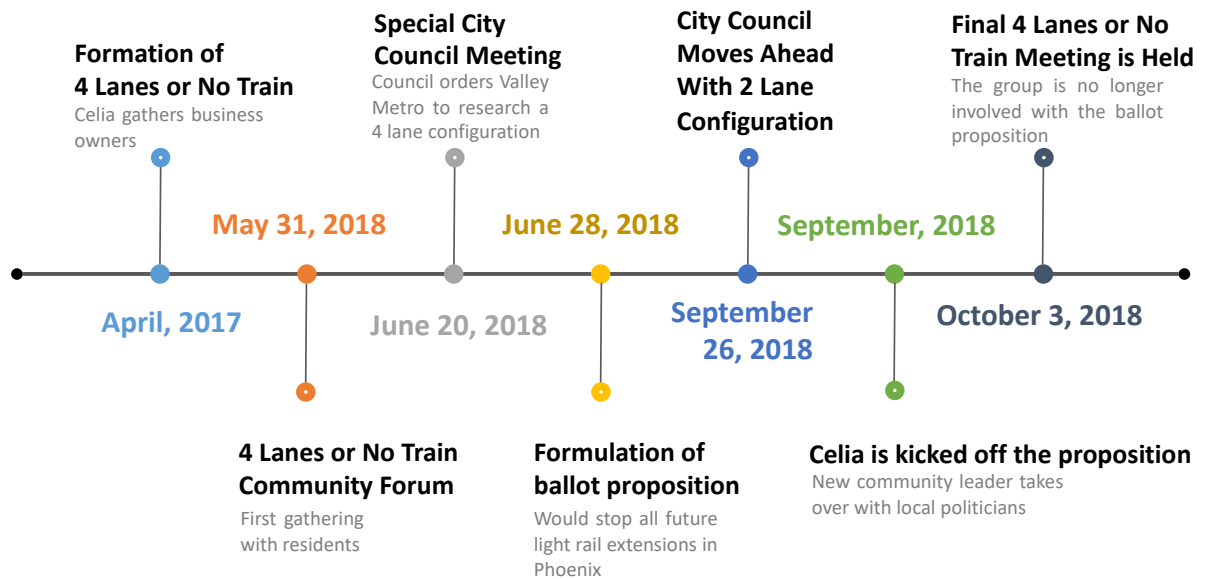 Formation of
4 Lanes or No Train
Celia gathers business
owners
Special City
Council Meeting
Council orders Valley
Metro to research a
4 lane configuration
City Council
Moves Ahead
With 2 Lane
Configuration
Final 4 Lanes or No
Train Meeting is Held
The group is no longer
involved with the ballot
proposition
May 31, 2018
June 28, 2018
September, 2018
April, 2017
June 20, 2018
September
26, 2018
October 3, 2018
4 Lanes or No Train
Community Forum
First gathering
with residents
Formulation of
ballot proposition
Would stop all future
light rail extensions in
Phoenix
Celia is kicked off the proposition
New community leader takes
over with local politicians